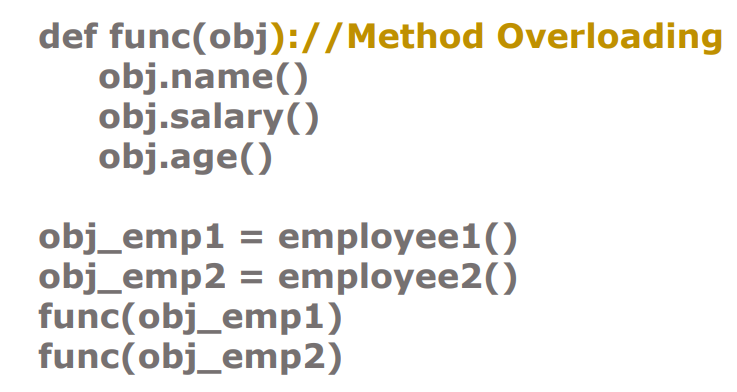 def func(obj)://Method Overloading
obj.name()
obj.salary()
obj.age()
obj_emp1 = employee1()
obj_emp2 = employee2()
func(obj_emp1)
func(obj_emp2)